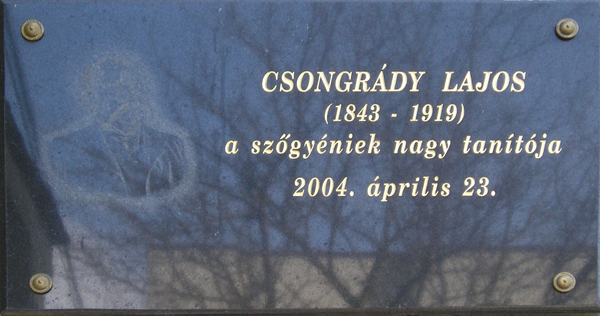 CSONGRÁDY LAJOS
(1843 - 1919)
a szőgyéniek nagy tanítója
2004. április 23.